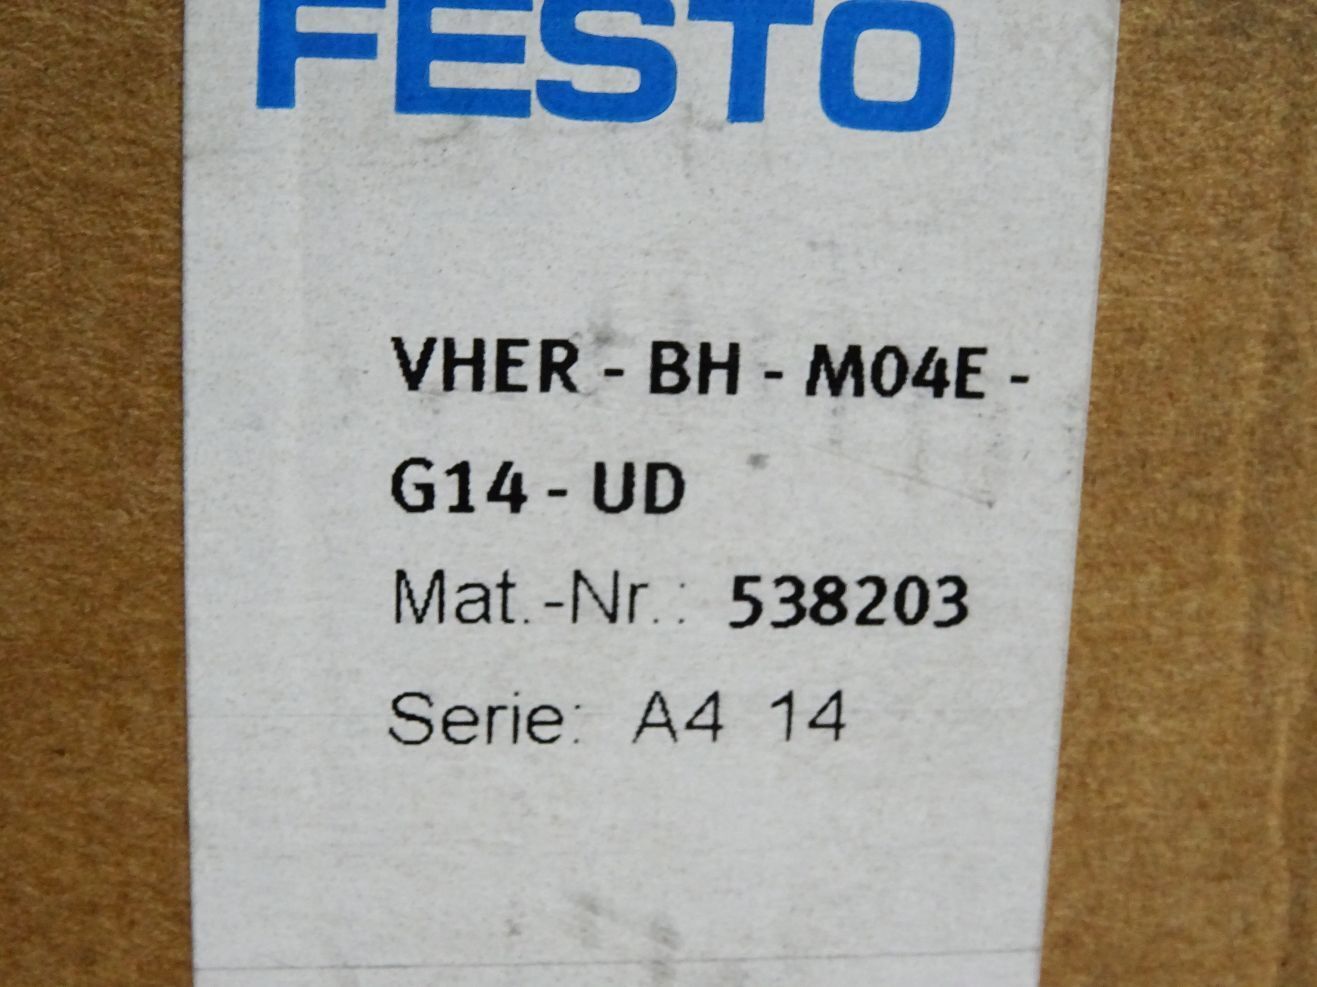 FESTO
VHER - BH - M04E -
G14 - UD
Mat.-Nr.: 538203
Serie: A4 14